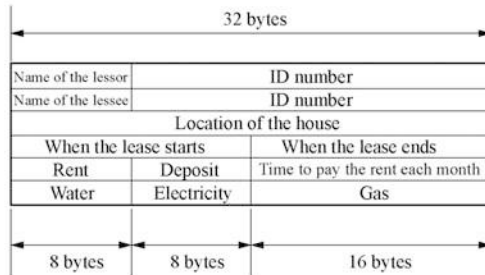 32 bytes
Name of the lessor ID number
Name of the lessee ID number
Location of the house
When the lease starts When the lease ends
Rent Deposit Time to pay the rent each month
Water Electricity Gas
8 bytes 8 bytes 16 bytes